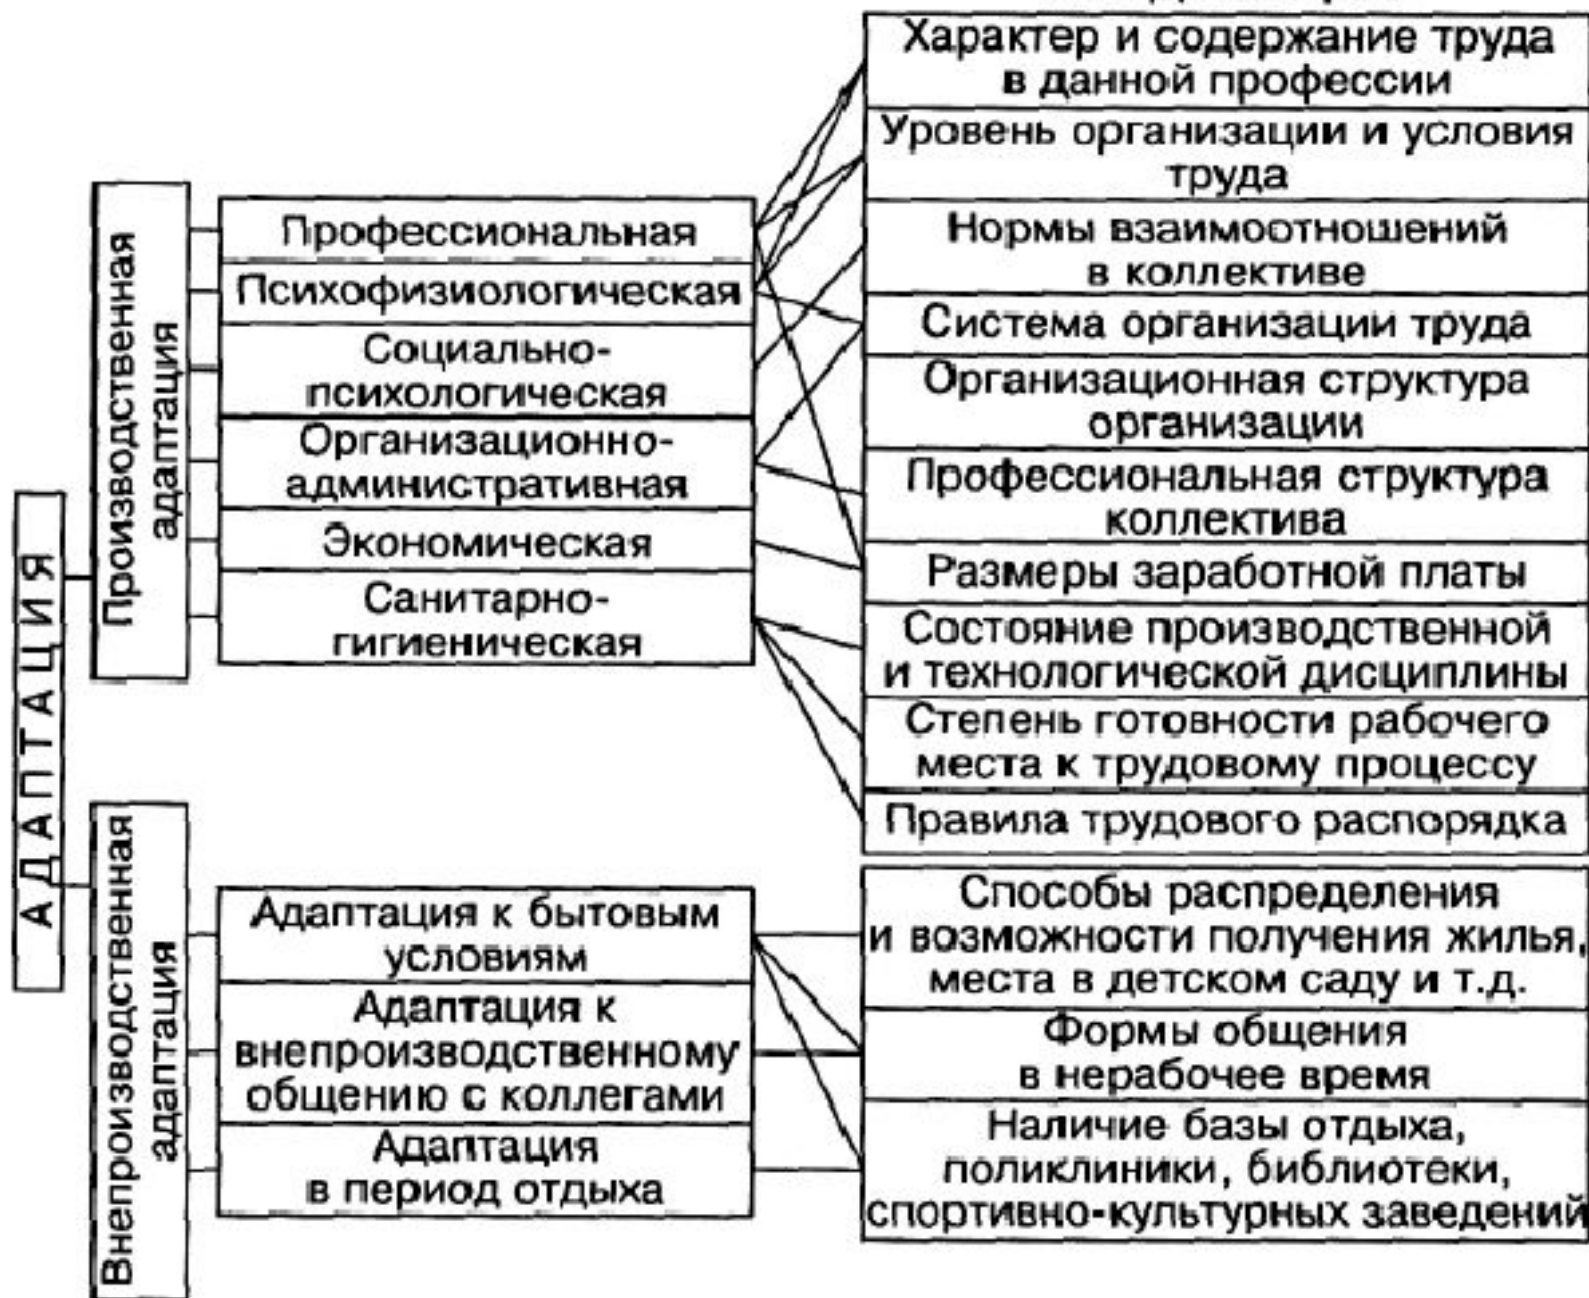 АДАПТАЦИЯ
Производственная
адаптация
Профессиональная
Психофизиологическая
Социально-
психологическая
Организационно-
административная
Экономическая
Санитарно-
гигиеническая
Характер и содержание труда
в данной профессии
Уровень организации и условия
труда
Нормы взаимоотношений
в коллективе
Система организации труда
Организационная структура
организации
Профессиональная структура
коллектива
Размеры заработной платы
Состояние производственной
и технологической дисциплины
Степень готовности рабочего
места к трудовому процессу
Правила трудового распорядка
Внепроизводственная
адаптация
Адаптация к бытовым
условиям
Адаптация к
внепроизводственному
общению с коллегами
Адаптация
в период отдыха
Способы распределения
и возможности получения жилья,
места в детском саду и т.д.
Формы общения
в нерабочее время
Наличие базы отдыха,
поликлиники, библиотеки,
спортивно-культурных заведений